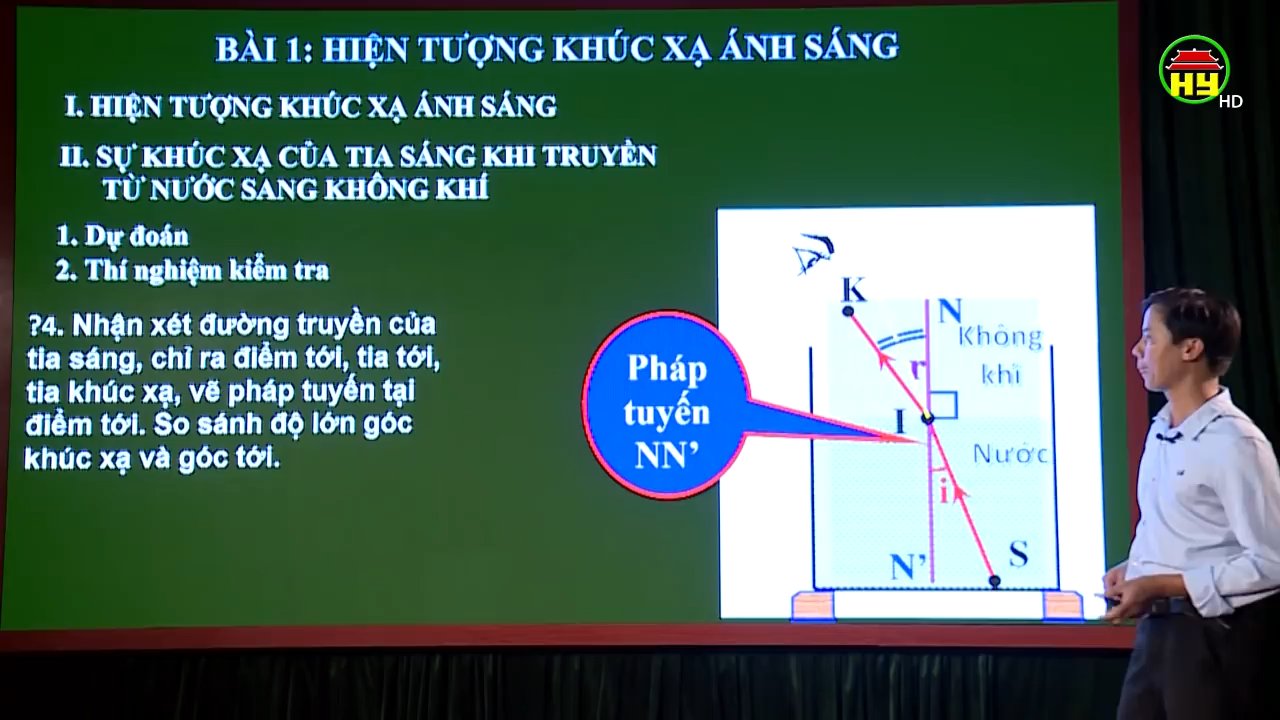 BÀI 1: HIỆN TƯỢNG KHÚC XẠ ÁNH SÁNG
I. HIỆN TƯỢNG KHÚC XẠ ÁNH SÁNG
II. SỰ KHÚC XẠ CỦA TIA SÁNG KHI TRUYỀN
TỪ NƯỚC SANG KHÔNG KHÍ
1. Dự đoán
2. Thí nghiệm kiểm tra
?4. Nhận xét đường truyền của
tia sáng, chỉ ra điểm tới, tia tới,
tia khúc xạ, vẽ pháp tuyến tại
điểm tới. So sánh độ lớn góc
khúc xạ và góc tới.
Pháp
tuyến
NN'
K
N
Không
khí
r
I
Nước
i
N'
S
HY
HD